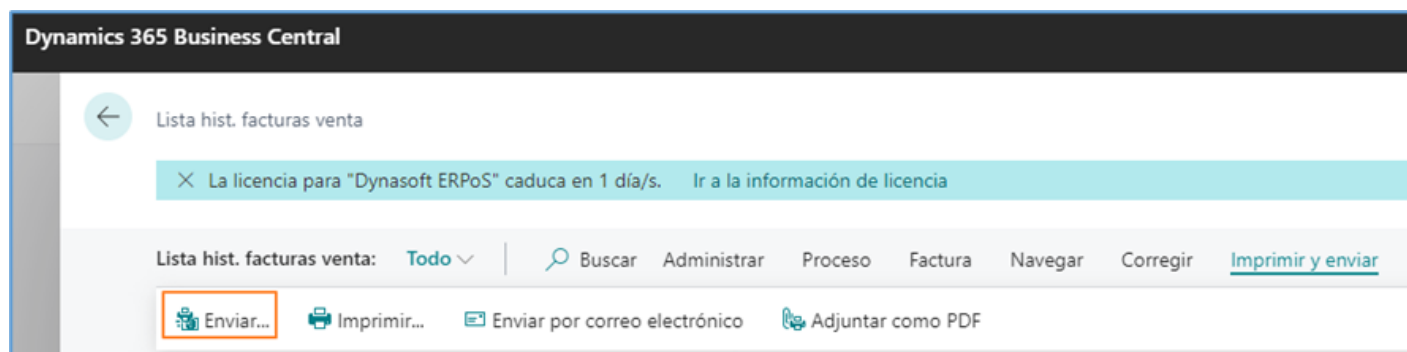 Dynamics 365 Business Central
Lista hist. facturas venta
La licencia para "Dynasoft ERPoS" caduca en 1 día/s. Ir a la información de licencia
Lista hist. facturas venta: Todo Buscar Administrar Proceso Factura Navegar Corregir Imprimir y enviar
Enviar... Imprimir... Enviar por correo electrónico Adjuntar como PDF